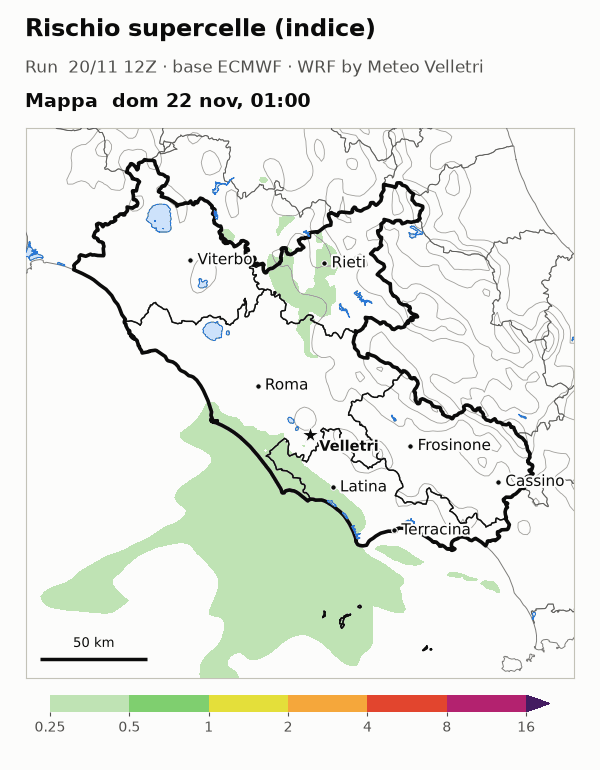 Rischio supercelle (indice)
Run  20/11 12Z · base ECMWF · WRF by Meteo Velletri
Mappa  dom 22 nov, 01:00
Viterbo
Rieti
Roma
Velletri
Frosinone
Latina
Cassino
Terracina
50 km
0.25 0.5 1 2 4 8 16